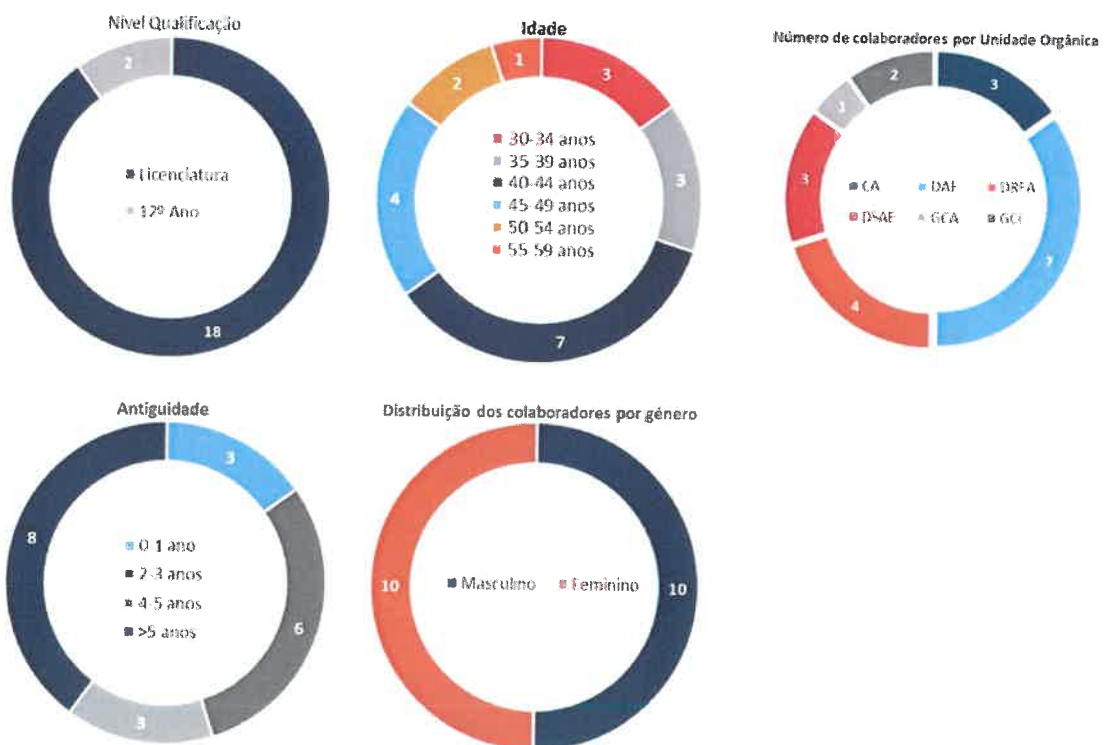 Nível Qualificação
2
Licenciatura
12º Ano
18
Idade
1
3
2
3
4
30-34 anos
35-39 anos
40-44 anos
45-49 anos
50-54 anos
55-59 anos
7
Número de colaboradores por Unidade Orgânica
2
3
1
3
CA DAF DRFA
DSAE GCA GCI
7
4
Antiguidade
3
8
0-1 ano
2-3 anos
4-5 anos
>5 anos
6
3
Distribuição dos colaboradores por género
10
Masculino Feminino
10